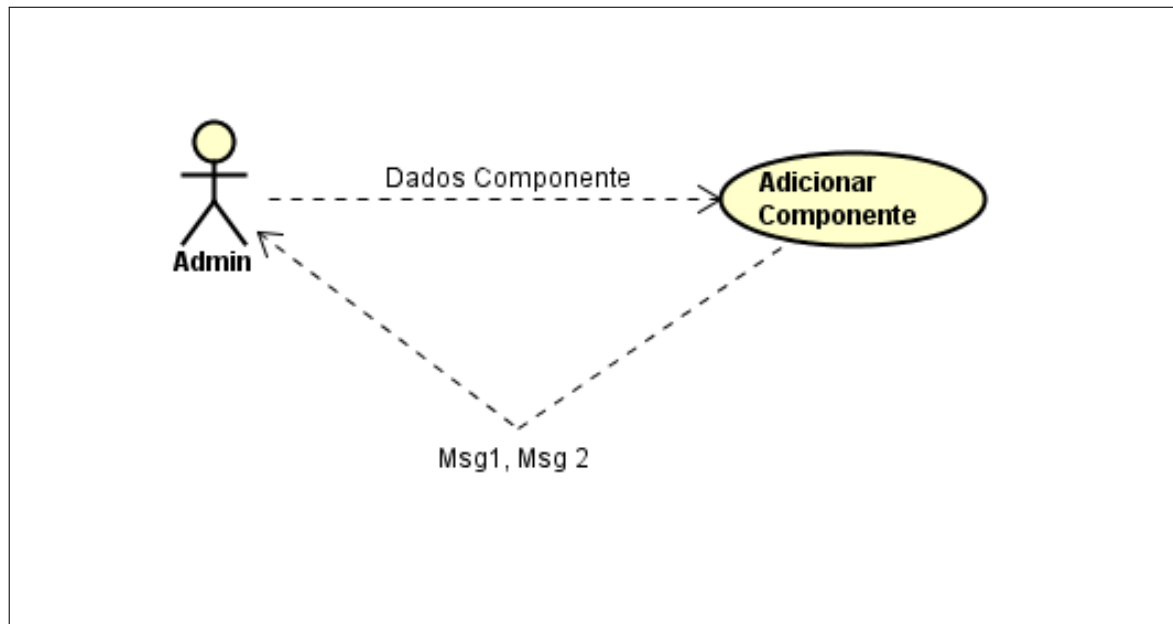 Dados Componente
Adicionar
Componente
Admin
Msg1, Msg 2